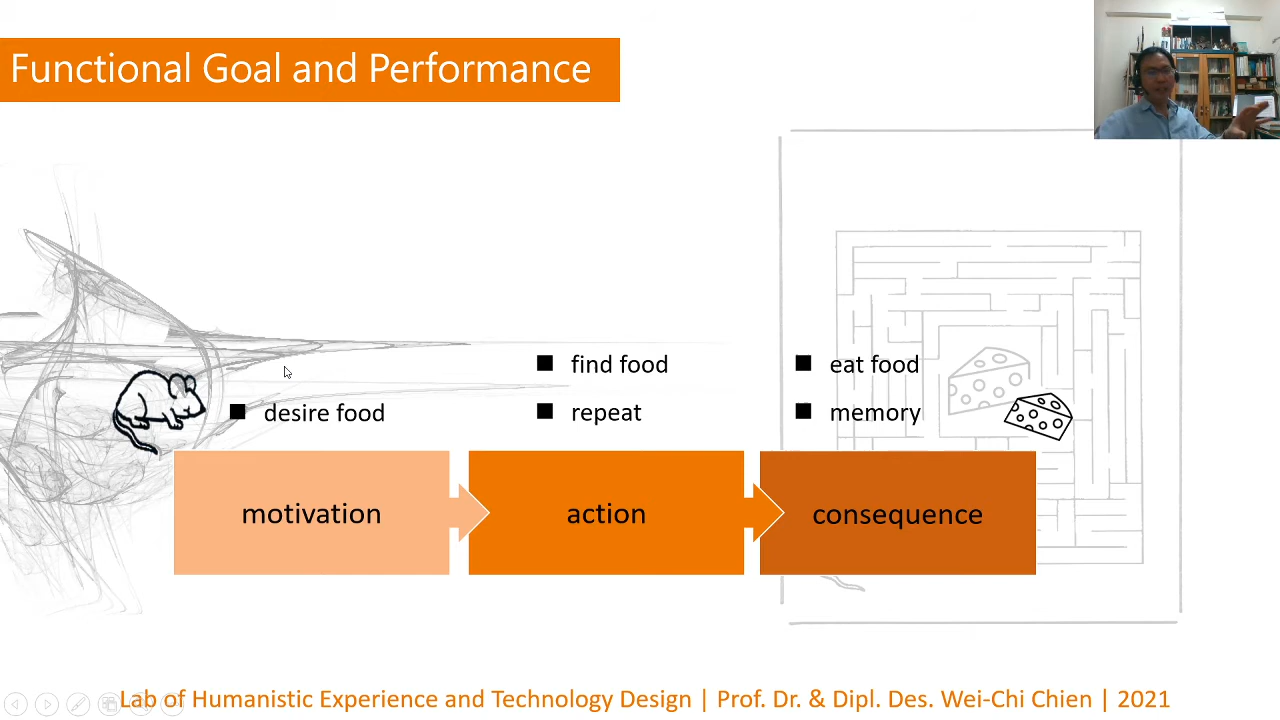 Functional Goal and Performance
find food
eat food
desire food
repeat
memory
motivation
action
consequence
Lab of Humanistic Experience and Technology Design | Prof. Dr. & Dipl. Des. Wei-Chi Chien | 2021